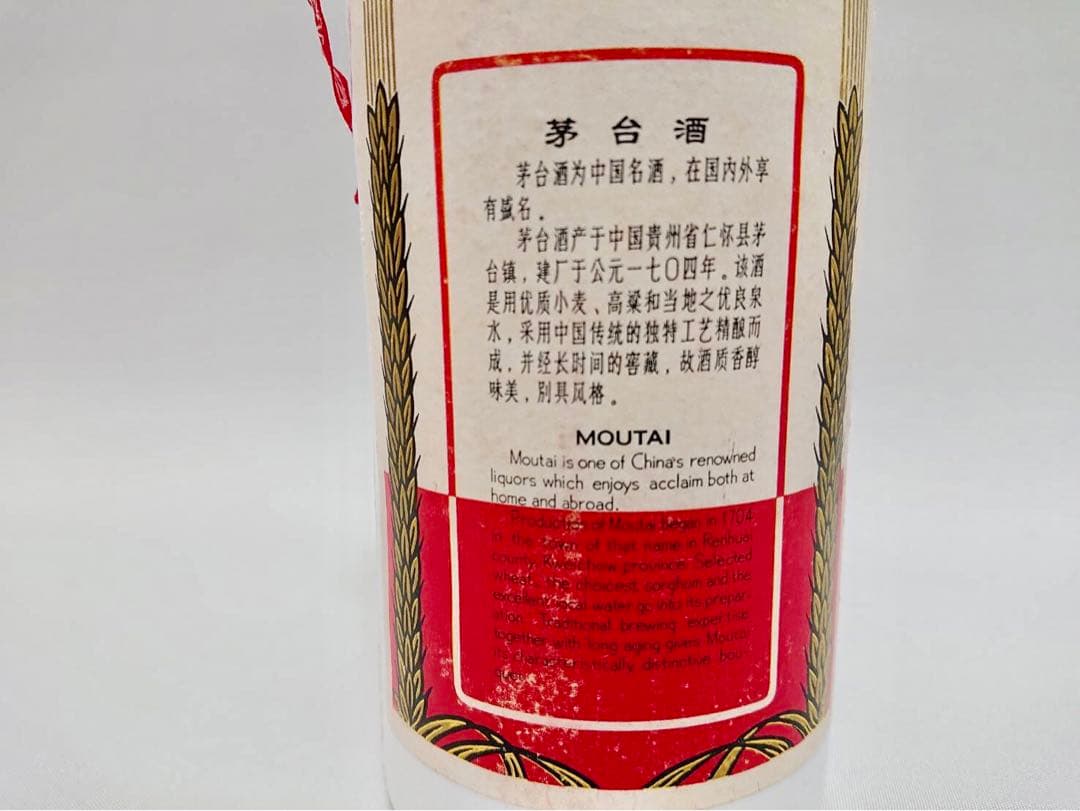 茅台酒
茅台酒为中国名酒，在国内外享
有盛名。
茅台酒产于中国貴州省仁怀县茅
台镇，建厂于公元一七〇四年。该酒
是用优质小麦、高粱和当地之优良泉
水，采用中国传统的独特工艺精酿而
成，并经长时间的窖藏，故酒质香醇
味美，别具风格。
MOUTAI
Moutai is one of China's renowned
liquors which enjoys acclaim both at
home and abroad.
Production of Moutai began in 1704
in the town of that name in Renhuai
county, Kweichow province. Selected
wheat, the choicest sorghum and the
excellent local water go into its prepar-
ation. Traditional brewing expertise
together with long aging gives Moutai
its characteristically distinctive bou-
quet.